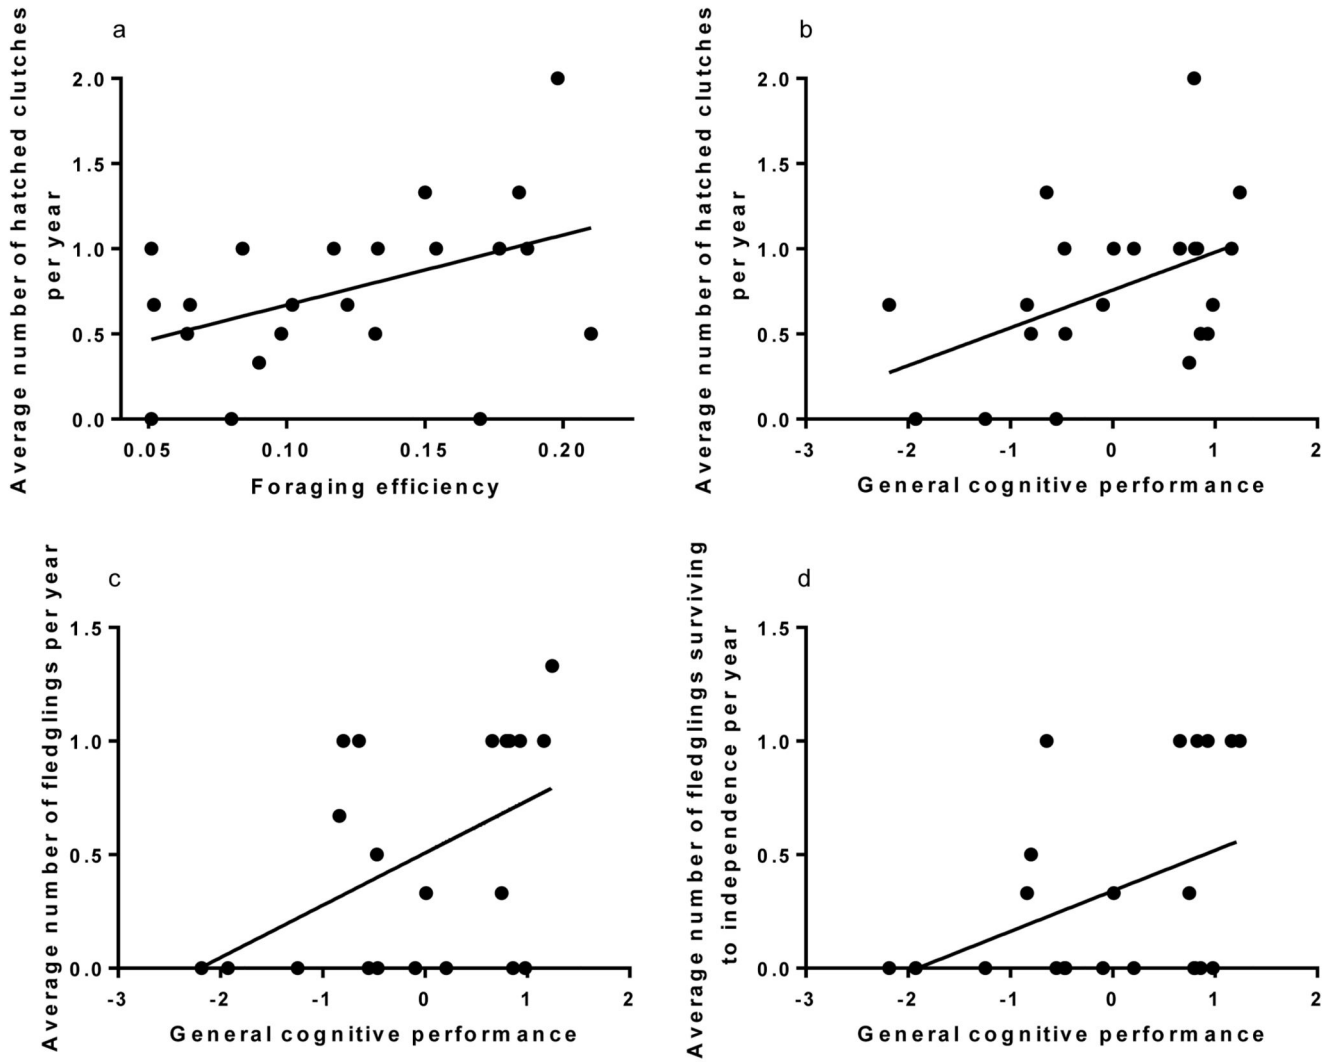 a
Average number of hatched clutches
per year
2.0
1.5
1.0
0.5
0.0
0.05 0.10 0.15 0.20
Foraging efficiency
b
Average number of hatched clutches
per year
2.0
1.5
1.0
0.5
0.0
-3 -2 -1 0 1 2
General cognitive performance
c
Average number of fledglings per year
1.5
1.0
0.5
0.0
-3 -2 -1 0 1 2
General cognitive performance
d
Average number of fledglings surviving
to independence per year
1.5
1.0
0.5
0.0
-3 -2 -1 0 1 2
General cognitive performance